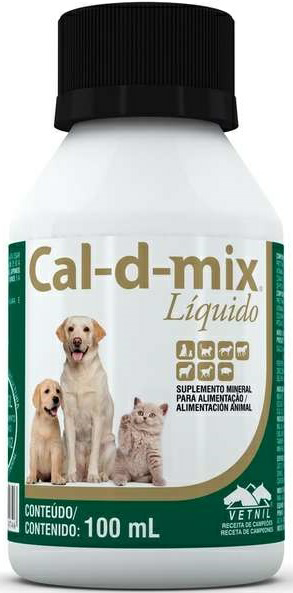 Cal-d-mix®
Líquido
SUPLEMENTO MINERAL
PARA ALIMENTAÇÃO/
ALIMENTACIÓN ANIMAL
CONTEÚDO/
CONTENIDO: 100 mL
VETNIL
RECEITA DE CAMPEÕES
RECETA DE CAMPEONES